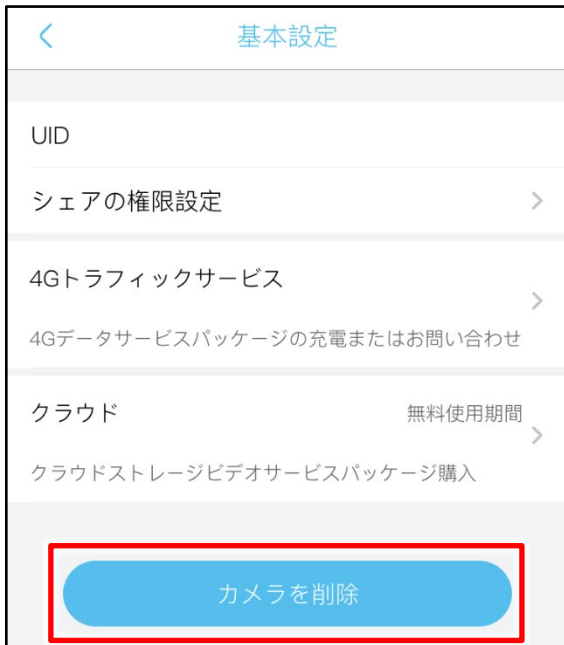 基本設定
UID
シェアの権限設定
4Gトラフィックサービス
4Gデータサービスパッケージの充電またはお問い合わせ
クラウド 無料使用期間
クラウドストレージビデオサービスパッケージ購入
カメラを削除